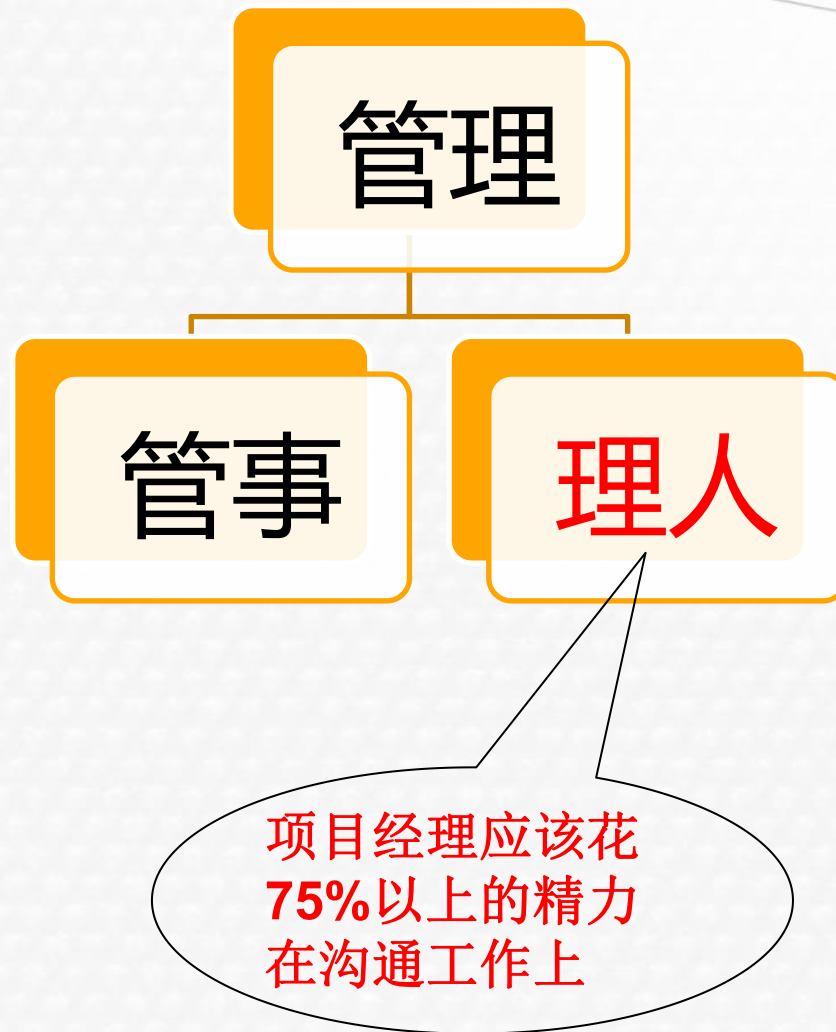 管理
管事
理人
项目经理应该花
75%以上的精力
在沟通工作上